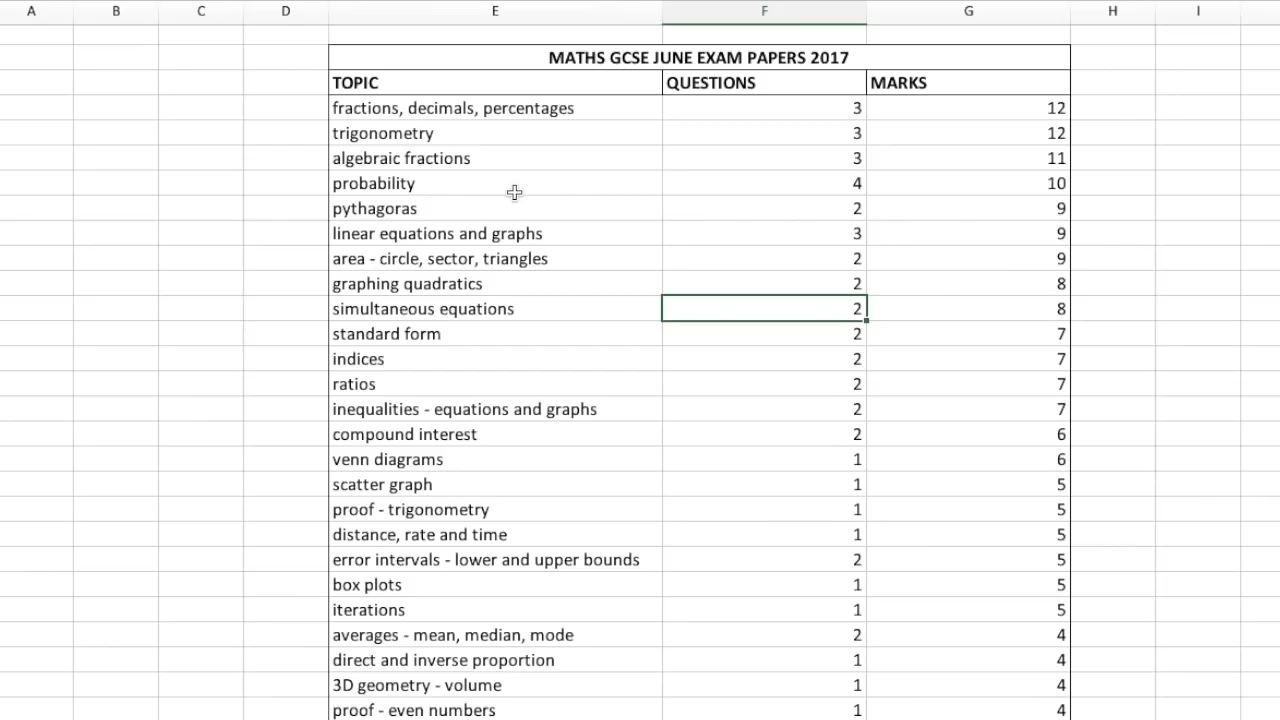 A B C D E F G H I
MATHS GCSE JUNE EXAM PAPERS 2017
TOPIC QUESTIONS MARKS
fractions, decimals, percentages 3 12
trigonometry 3 12
algebraic fractions 3 11
probability 4 10
pythagoras 2 9
linear equations and graphs 3 9
area - circle, sector, triangles 2 9
graphing quadratics 2 8
simultaneous equations 2 8
standard form 2 7
indices 2 7
ratios 2 7
inequalities - equations and graphs 2 7
compound interest 2 6
venn diagrams 1 6
scatter graph 1 5
proof - trigonometry 1 5
distance, rate and time 1 5
error intervals - lower and upper bounds 2 5
box plots 1 5
iterations 1 5
averages - mean, median, mode 2 4
direct and inverse proportion 1 4
3D geometry - volume 1 4
proof - even numbers 1 4